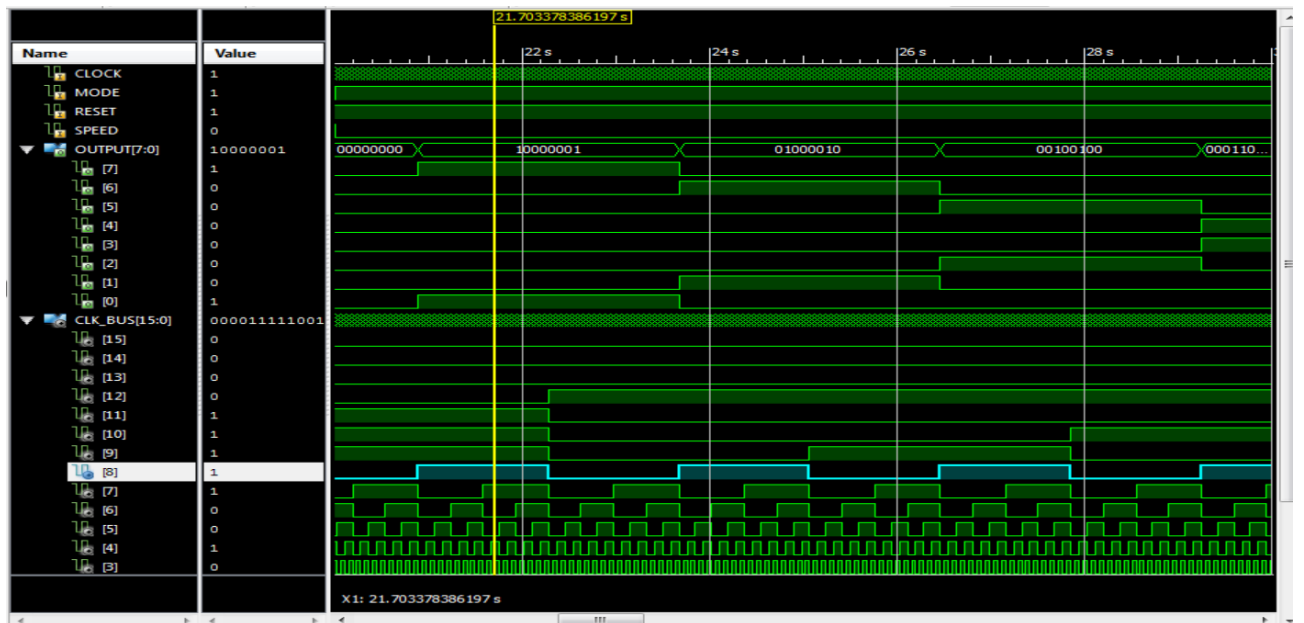 21.703378386197 s
Name Value 22 s 24 s 26 s 28 s
CLOCK 1
MODE 1
RESET 1
SPEED 0
OUTPUT[7:0] 10000001 00000000 10000001 01000010 00100100 000110...
[7] 1
[6] 0
[5] 0
[4] 0
[3] 0
[2] 0
[1] 0
[0] 1
CLK_BUS[15:0] 000011111001
[15] 0
[14] 0
[13] 0
[12] 0
[11] 1
[10] 1
[9] 1
[8] 1
[7] 1
[6] 0
[5] 0
[4] 1
[3] 0
X1: 21.703378386197 s